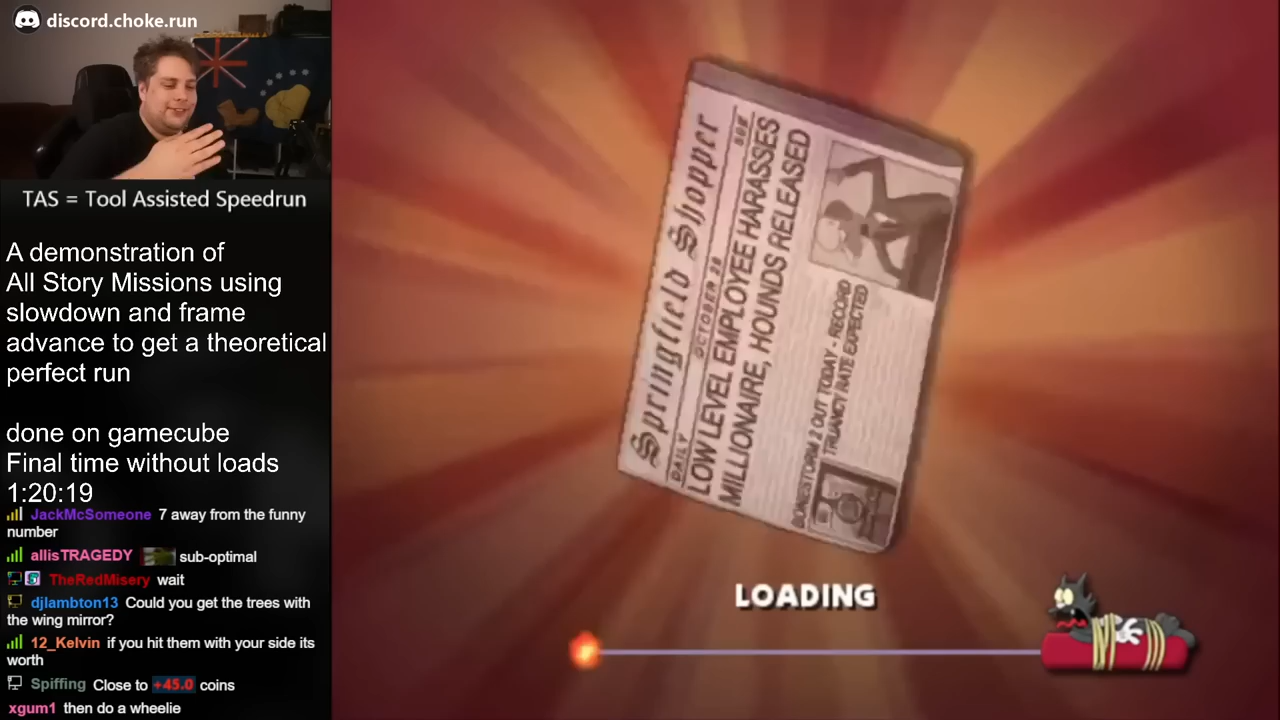 discord.choke.run
TAS = Tool Assisted Speedrun
A demonstration of
All Story Missions using
slowdown and frame
advance to get a theoretical
perfect run
done on gamecube
Final time without loads
1:20:19
JackMcSomeone 7 away from the funny
number
allisTRAGEDY sub-optimal
TheRedMisery wait
djlambton13 Could you get the trees with
the wing mirror?
12_Kelvin if you hit them with your side its
worth
Spiffing Close to +45.0 coins
xgum1 then do a wheelie
Springfield Shopper
DAILY OCTOBER 28 50¢
LOW LEVEL EMPLOYEE HARASSES
MILLIONAIRE, HOUNDS RELEASED
BONESTORM 2 OUT TODAY - RECORD
TRUANCY RATE EXPECTED
LOADING